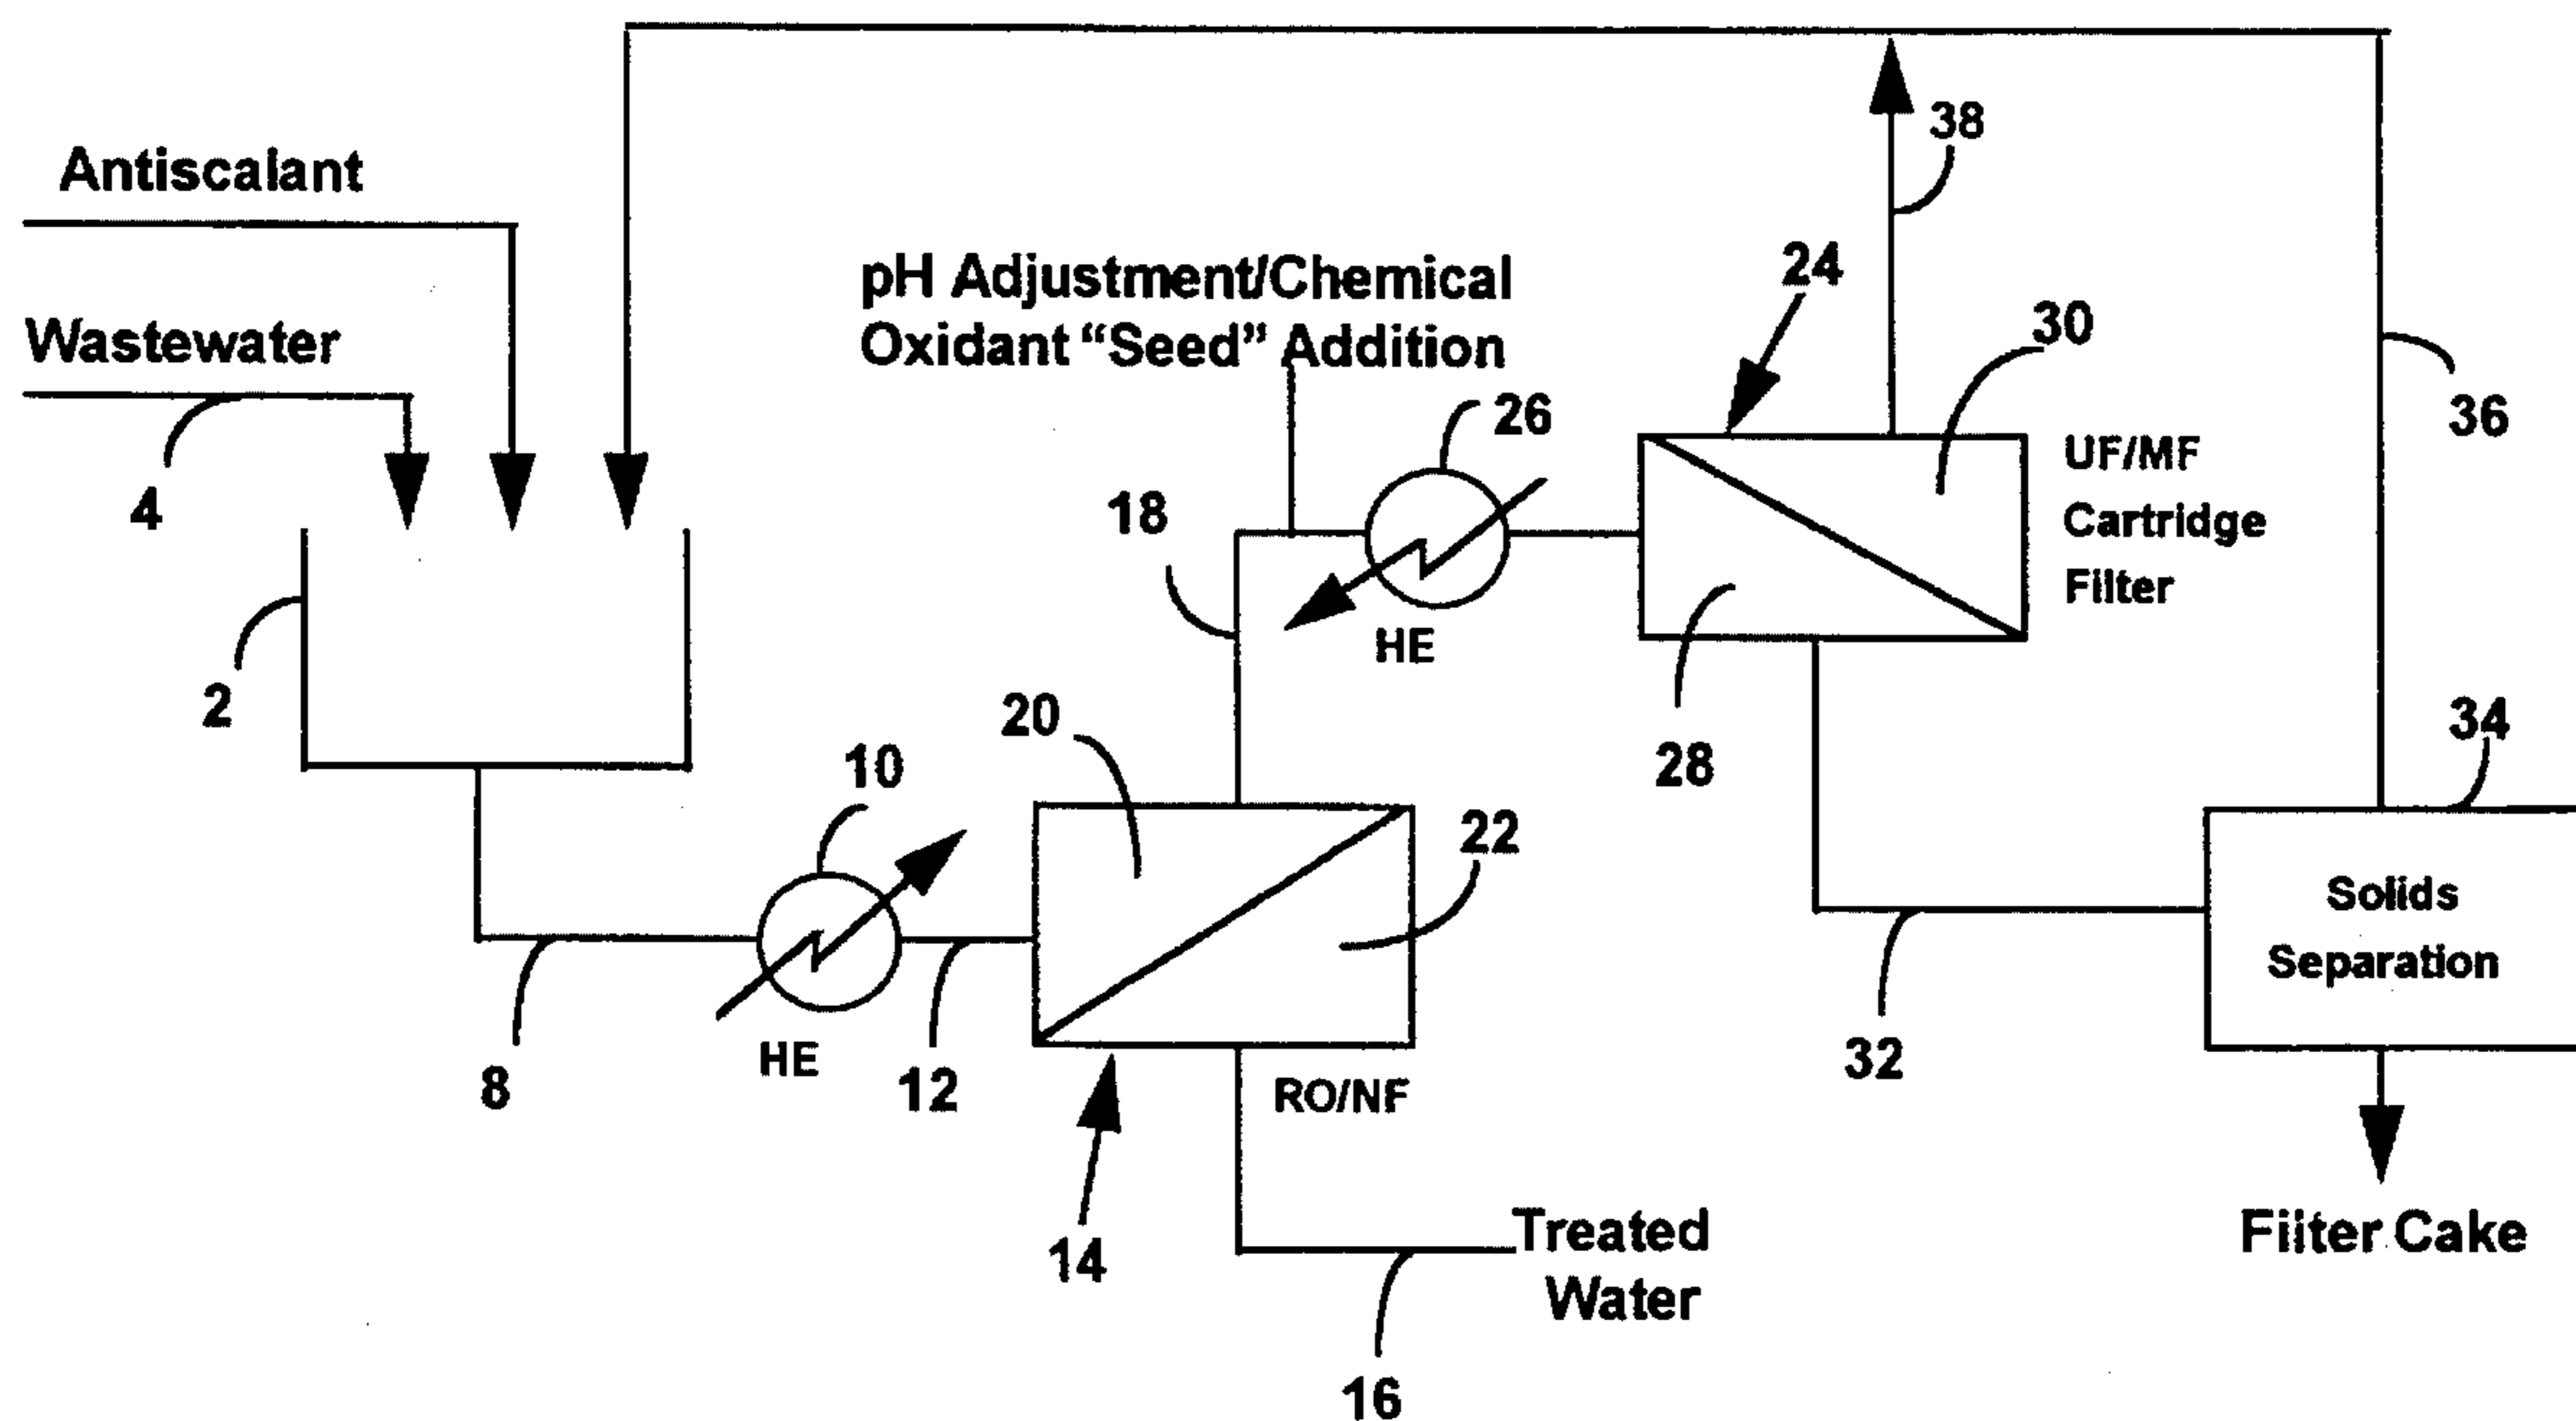 Antiscalant
Wastewater
4
2
8
10
HE
12
14
20
22
RO/NF
Treated
Water
16
18
pH Adjustment/Chemical
Oxidant “Seed” Addition
26
HE
24
28
30
UF/MF
Cartridge
Filter
38
36
32
34
Solids
Separation
Filter Cake